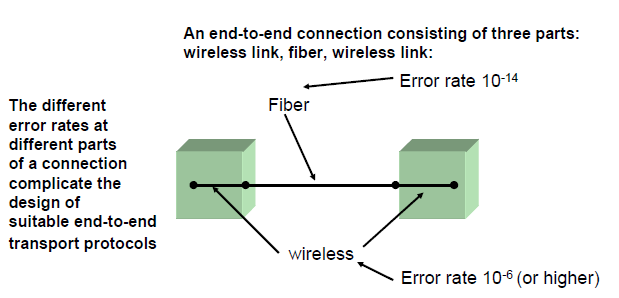 An end-to-end connection consisting of three parts:
wireless link, fiber, wireless link:
Error rate 10⁻¹⁴
Fiber
The different
error rates at
different parts
of a connection
complicate the
design of
suitable end-to-end
transport protocols
wireless
Error rate 10⁻⁶ (or higher)